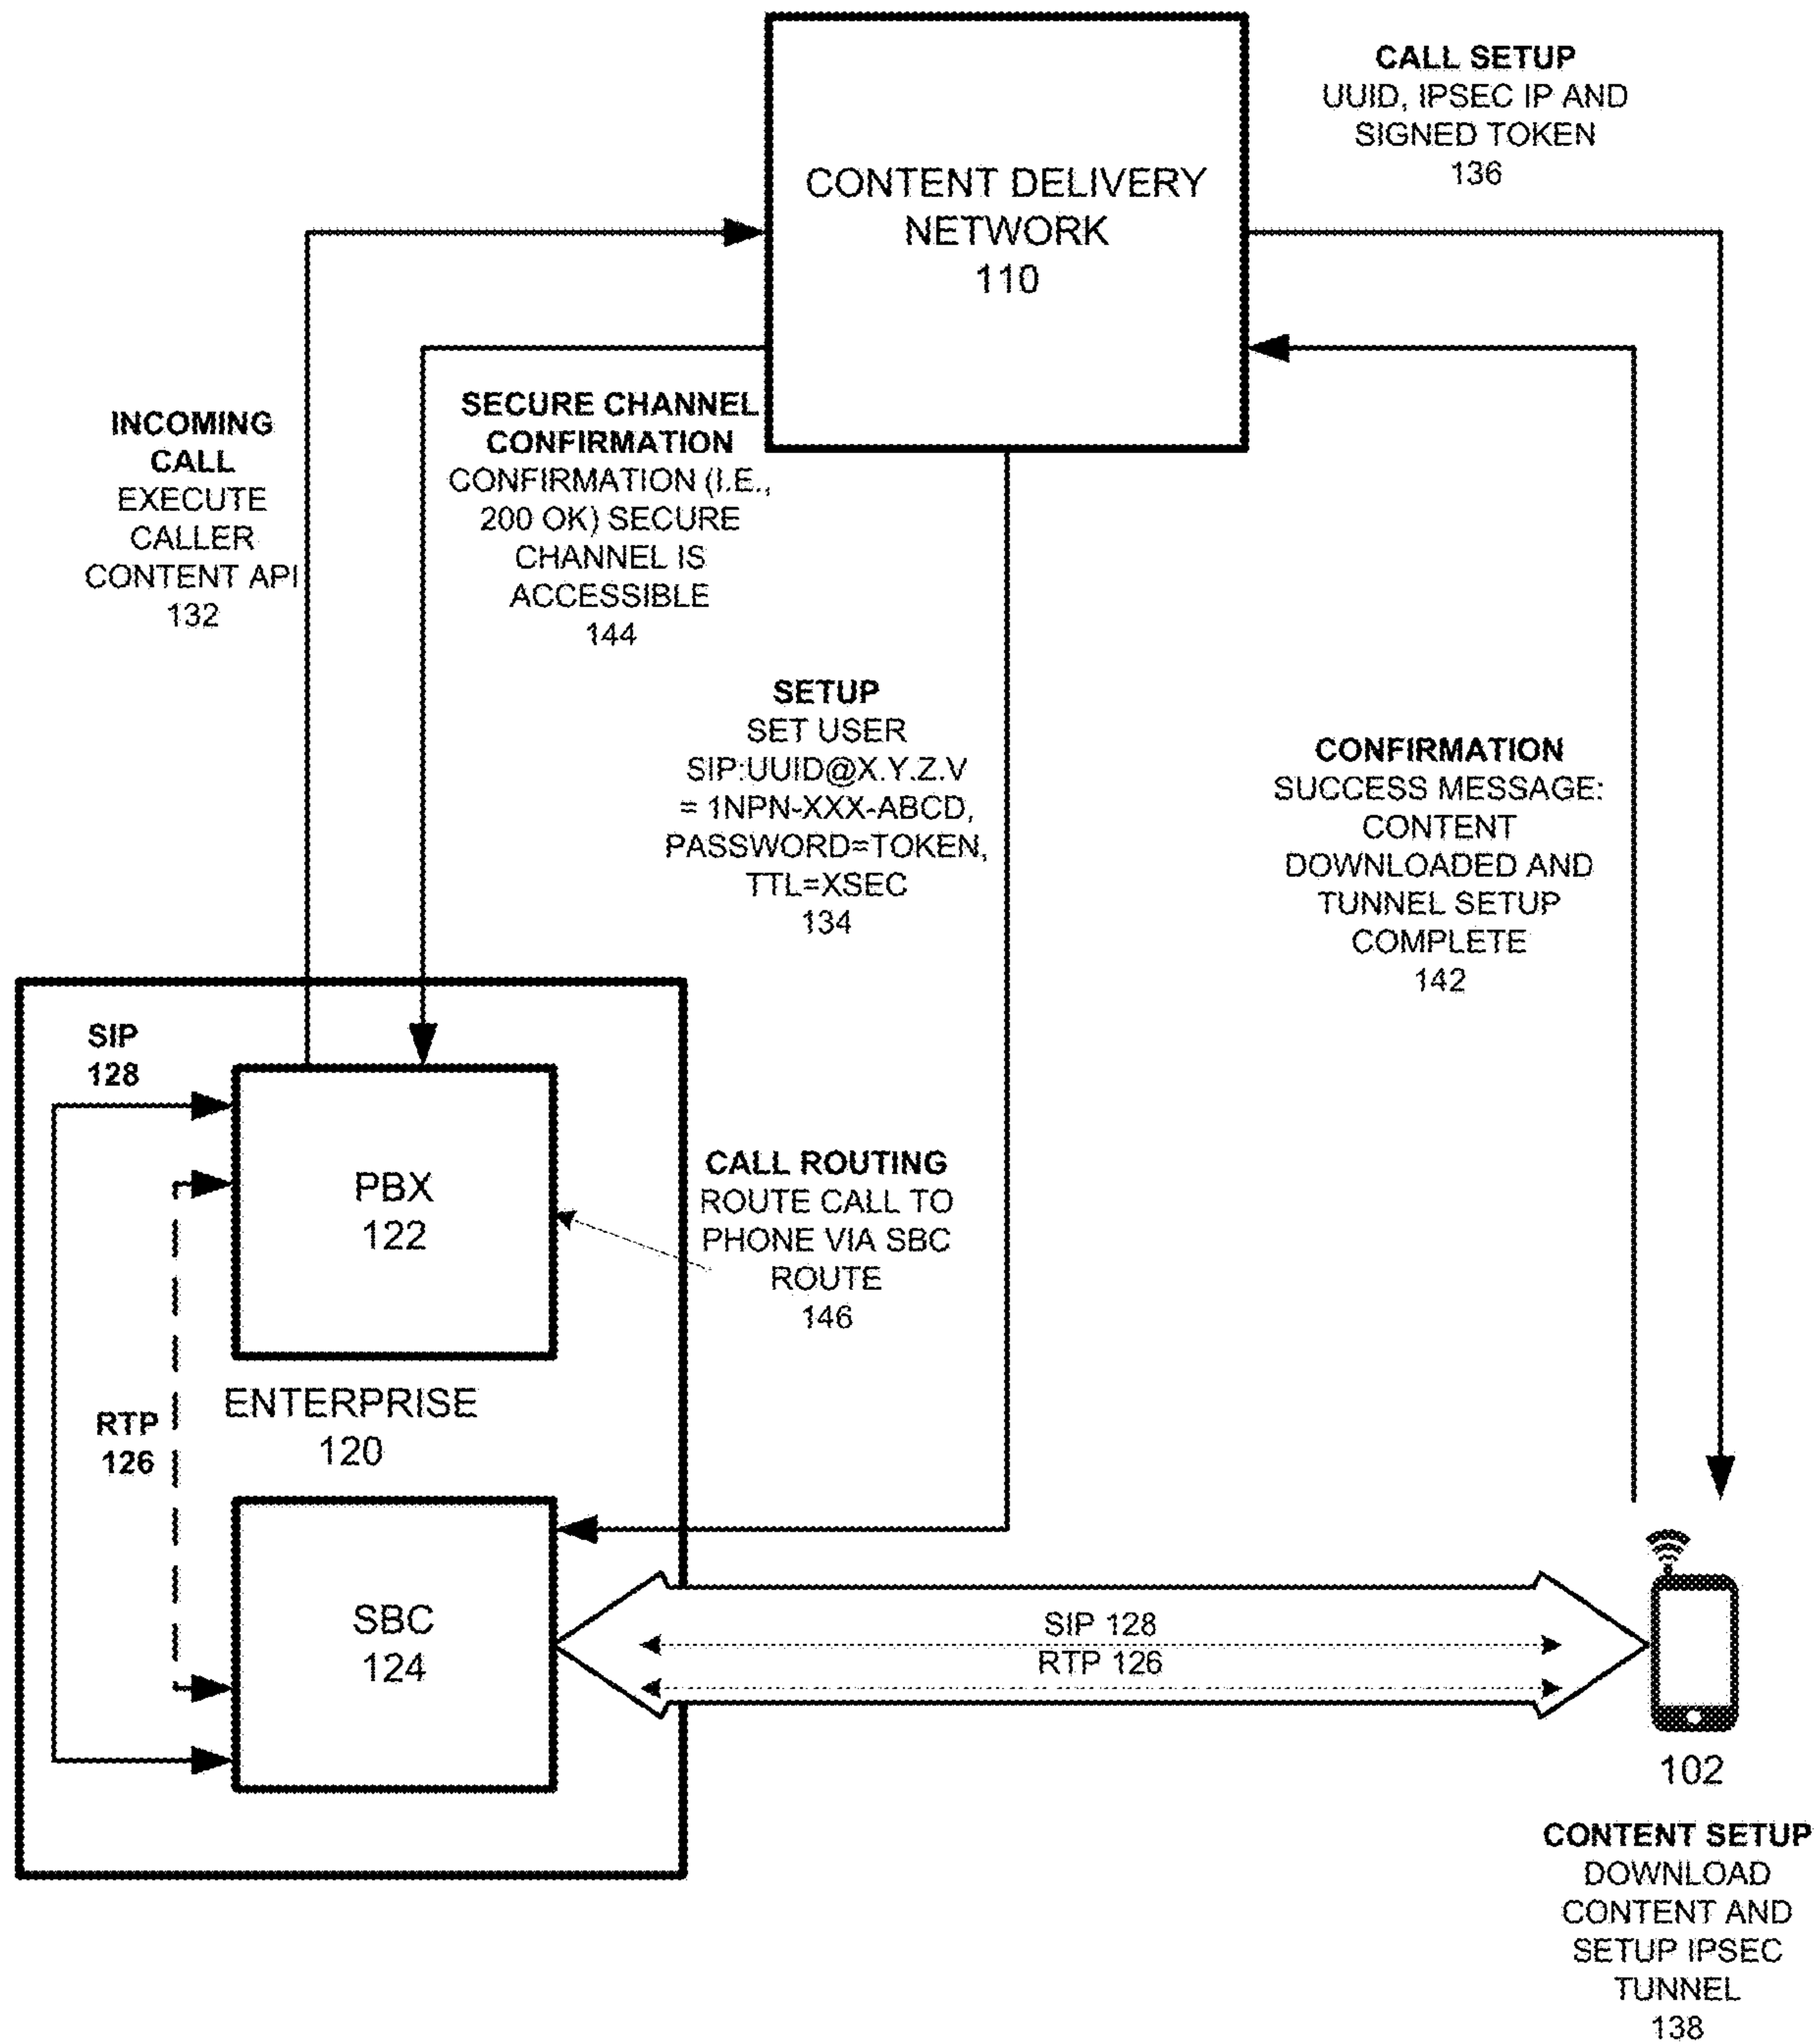 CALL SETUP
UUID, IPSEC IP AND
SIGNED TOKEN
136
CONTENT DELIVERY
NETWORK
110
INCOMING
CALL
EXECUTE
CALLER
CONTENT API
132
SECURE CHANNEL
CONFIRMATION
CONFIRMATION (I.E.,
200 OK) SECURE
CHANNEL IS
ACCESSIBLE
144
SETUP
SET USER
SIP:UUID@X.Y.Z.V
= 1NPN-XXX-ABCD,
PASSWORD=TOKEN,
TTL=XSEC
134
CONFIRMATION
SUCCESS MESSAGE:
CONTENT
DOWNLOADED AND
TUNNEL SETUP
COMPLETE
142
SIP
128
PBX
122
CALL ROUTING
ROUTE CALL TO
PHONE VIA SBC
ROUTE
146
ENTERPRISE
120
RTP
126
SBC
124
SIP 128
RTP 126
102
CONTENT SETUP
DOWNLOAD
CONTENT AND
SETUP IPSEC
TUNNEL
138